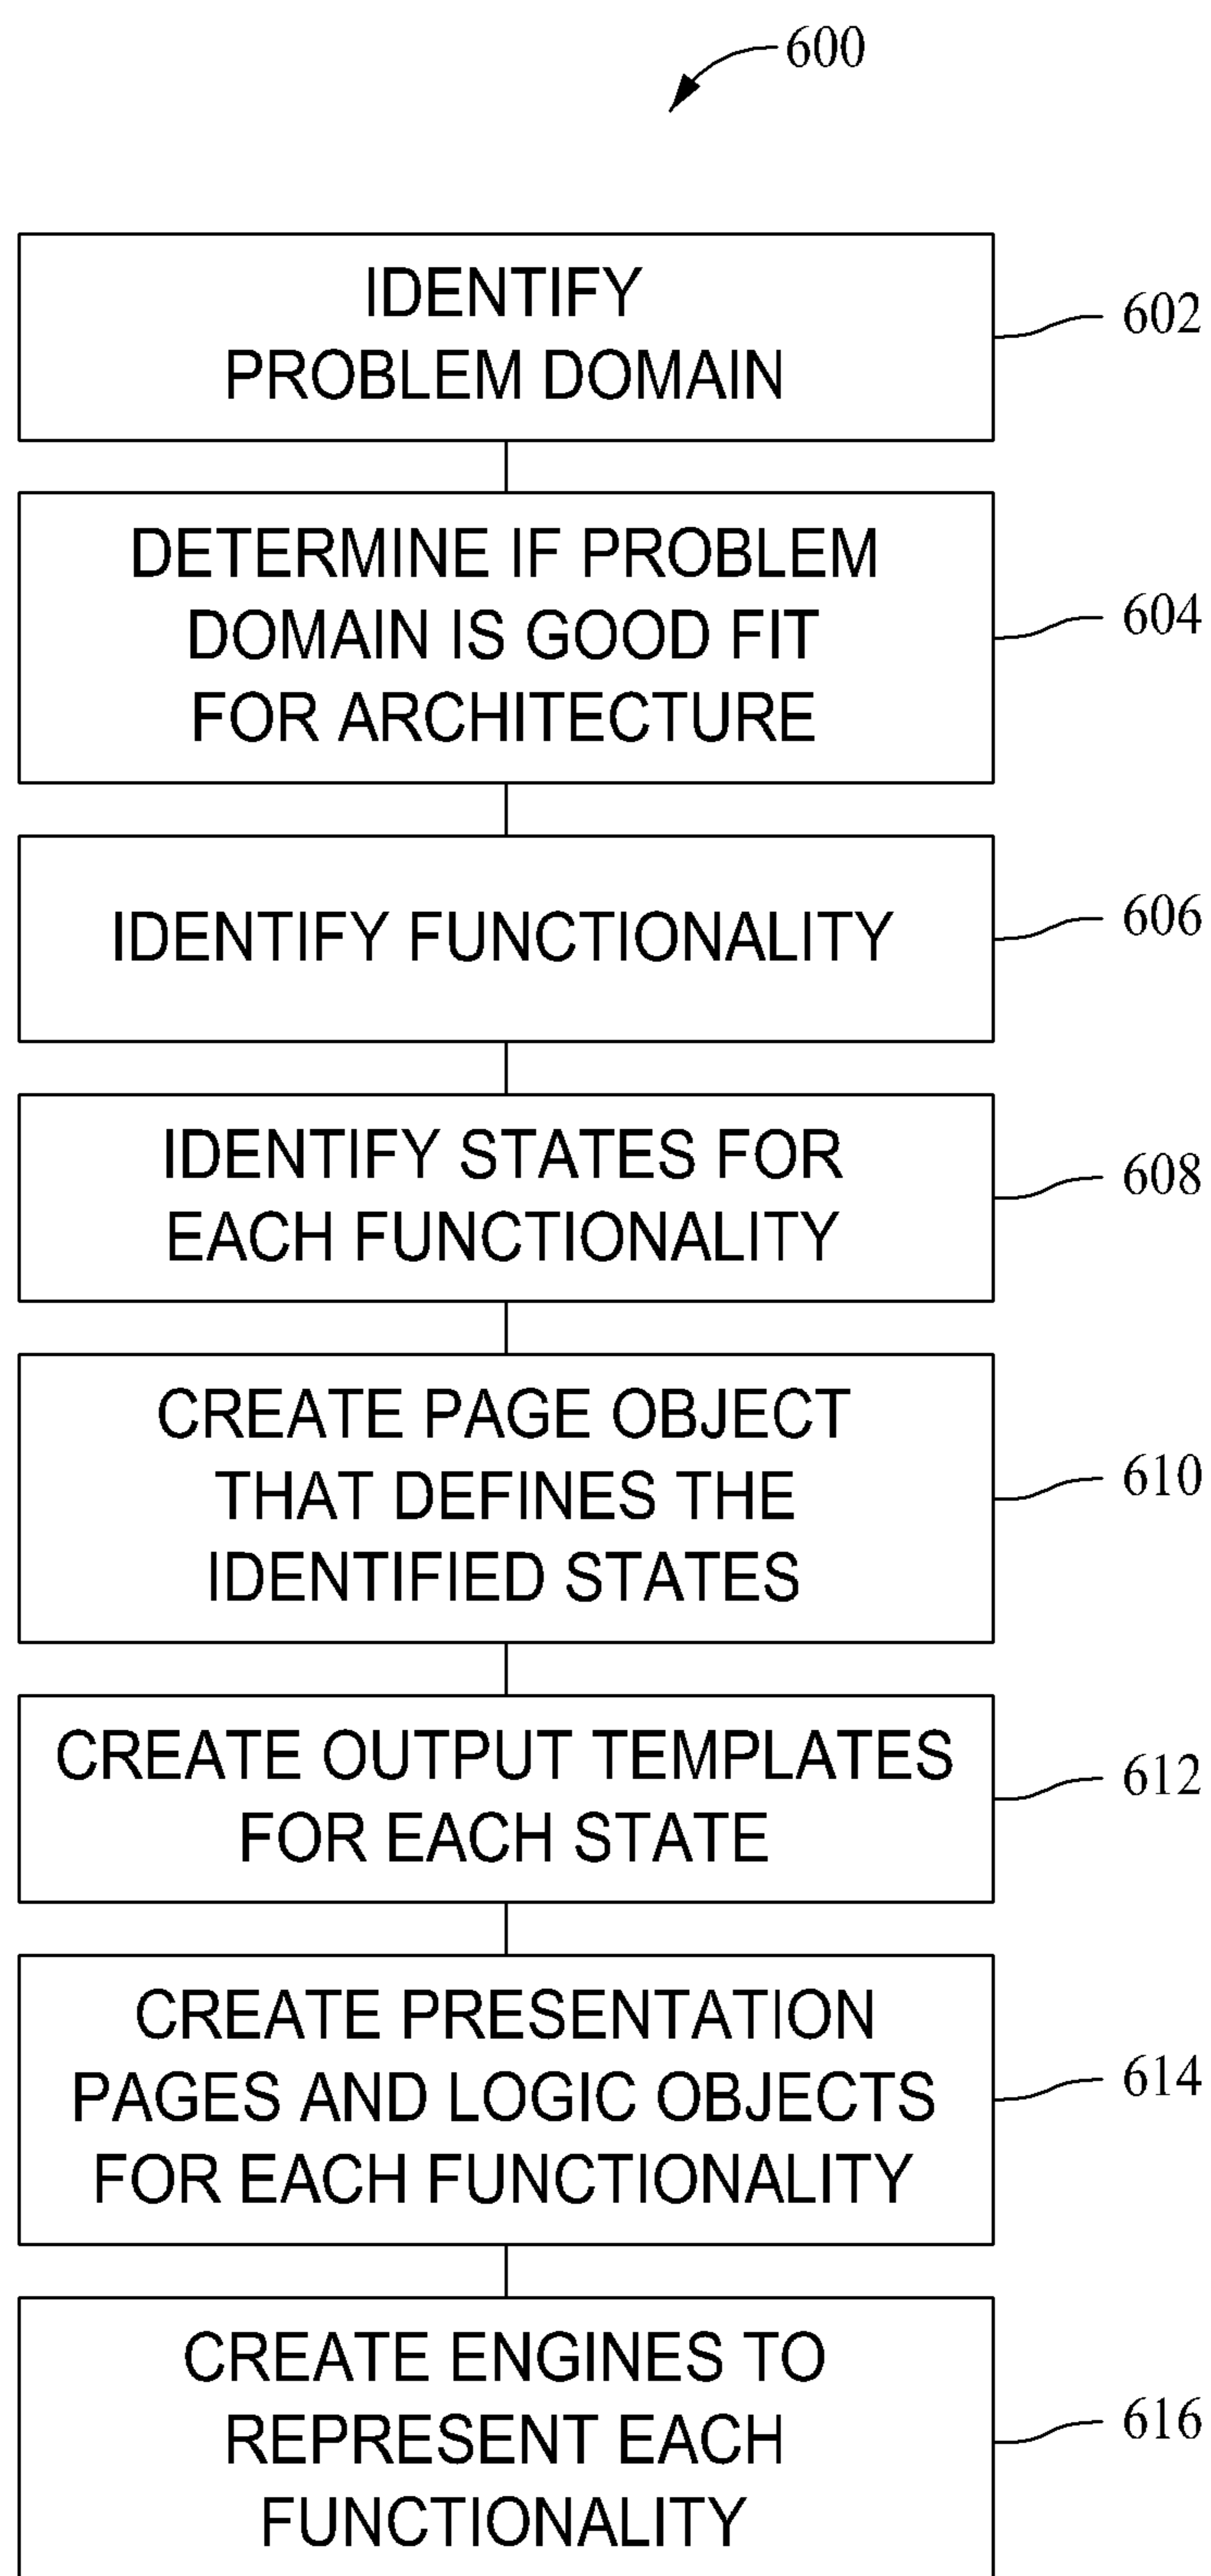 600
IDENTIFY
PROBLEM DOMAIN
602
DETERMINE IF PROBLEM
DOMAIN IS GOOD FIT
FOR ARCHITECTURE
604
IDENTIFY FUNCTIONALITY
606
IDENTIFY STATES FOR
EACH FUNCTIONALITY
608
CREATE PAGE OBJECT
THAT DEFINES THE
IDENTIFIED STATES
610
CREATE OUTPUT TEMPLATES
FOR EACH STATE
612
CREATE PRESENTATION
PAGES AND LOGIC OBJECTS
FOR EACH FUNCTIONALITY
614
CREATE ENGINES TO
REPRESENT EACH
FUNCTIONALITY
616